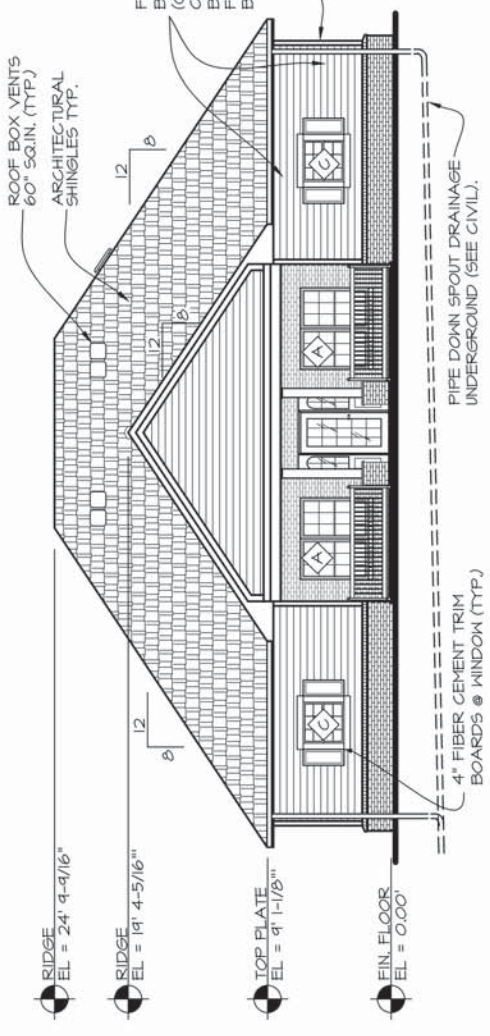 ROOF BOX VENTS
60" SQ.IN. (TYP.)
ARCHITECTURAL
SHINGLES TYP.
12
8
12
8
12
8
RIDGE
EL = 24' 9-9/16"
RIDGE
EL = 19' 4-5/16"'
TOP PLATE
EL = 9' 1-1/8"'
FIN. FLOOR
EL = 0.00'
C
A
A
C
4" FIBER CEMENT TRIM
BOARDS @ WINDOW (TYP.)
PIPE DOWN SPOUT DRAINAGE
UNDERGROUND (SEE CIVIL).